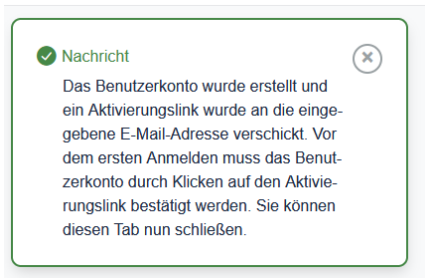 Nachricht
Das Benutzerkonto wurde erstellt und
ein Aktivierungslink wurde an die einge-
gebene E-Mail-Adresse verschickt. Vor
dem ersten Anmelden muss das Benut-
zerkonto durch Klicken auf den Aktivie-
rungslink bestätigt werden. Sie können
diesen Tab nun schließen.